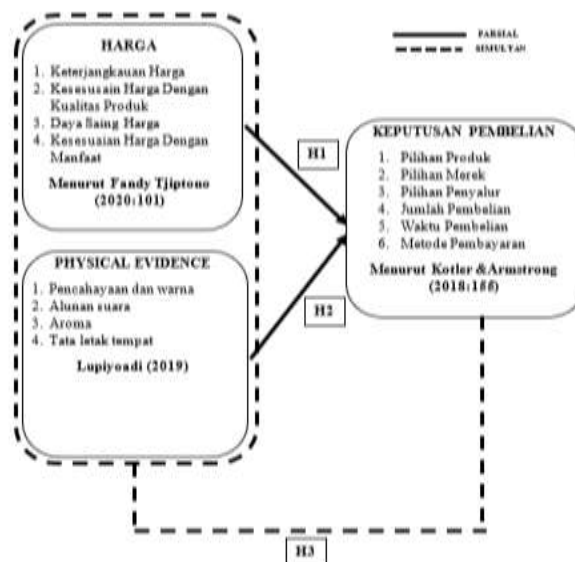 HARGA
1. Keterjangkauan Harga
2. Kesesuain Harga Dengan
Kualitas Produk
3. Daya Saing Harga
4. Kesesuaian Harga Dengan
Manfaat
Menurut Fandy Tjiptono
(2020:101)
PHYSICAL EVIDENCE
1. Pencahayaan dan warna
2. Alunan suara
3. Aroma
4. Tata letak tempat
Lupiyoadi (2019)
PARSIAL
SIMULTAN
H1
H2
KEPUTUSAN PEMBELIAN
1. Pilihan Produk
2. Pilihan Merek
3. Pilihan Penyalur
4. Jumlah Pembelian
5. Waktu Pembelian
6. Metode Pembayaran
Menurut Kotler &Armstrong
(2018:188)
H3